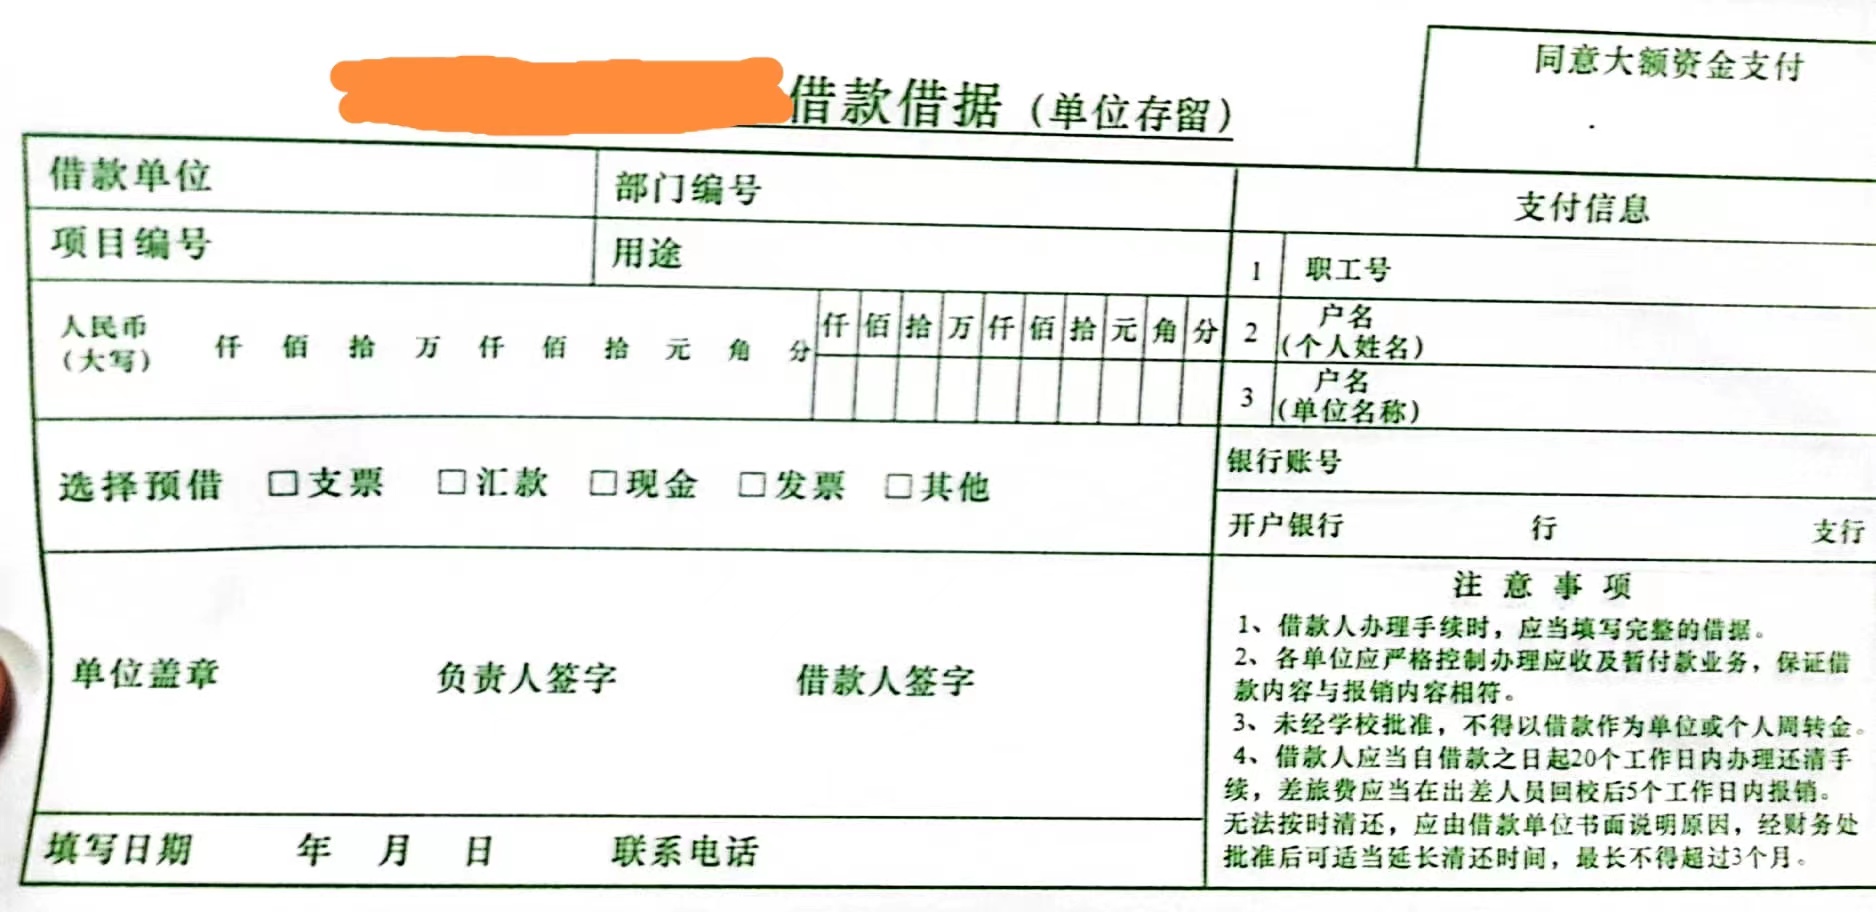 同意大额资金支付
借款借据（单位存留）
借款单位 部门编号 支付信息
项目编号 用途 1 职工号
人民币（大写） 仟 佰 拾 万 仟 佰 拾 元 角 分
仟 佰 拾 万 仟 佰 拾 元 角 分
2 户名（个人姓名）
3 户名（单位名称）
选择预借 □支票 □汇款 □现金 □发票 □其他
银行账号
开户银行 行 支行
单位盖章 负责人签字 借款人签字
注意事项
1、借款人办理手续时，应当填写完整的借据。
2、各单位应严格控制办理应收及暂付款业务，保证借
款内容与报销内容相符。
3、未经学校批准，不得以借款作为单位或个人周转金。
4、借款人应当自借款之日起20个工作日内办理还清手
续，差旅费应当在出差人员回校后5个工作日内报销。
无法按时清还，应由借款单位书面说明原因，经财务处
批准后可适当延长清还时间，最长不得超过3个月。
填写日期 年 月 日 联系电话